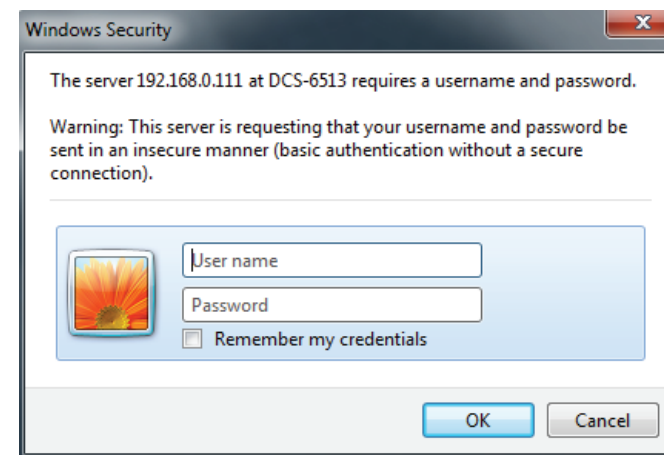 Windows Security
The server 192.168.0.111 at DCS-6513 requires a username and password.
Warning: This server is requesting that your username and password be
sent in an insecure manner (basic authentication without a secure
connection).
User name
Password
Remember my credentials
OK Cancel